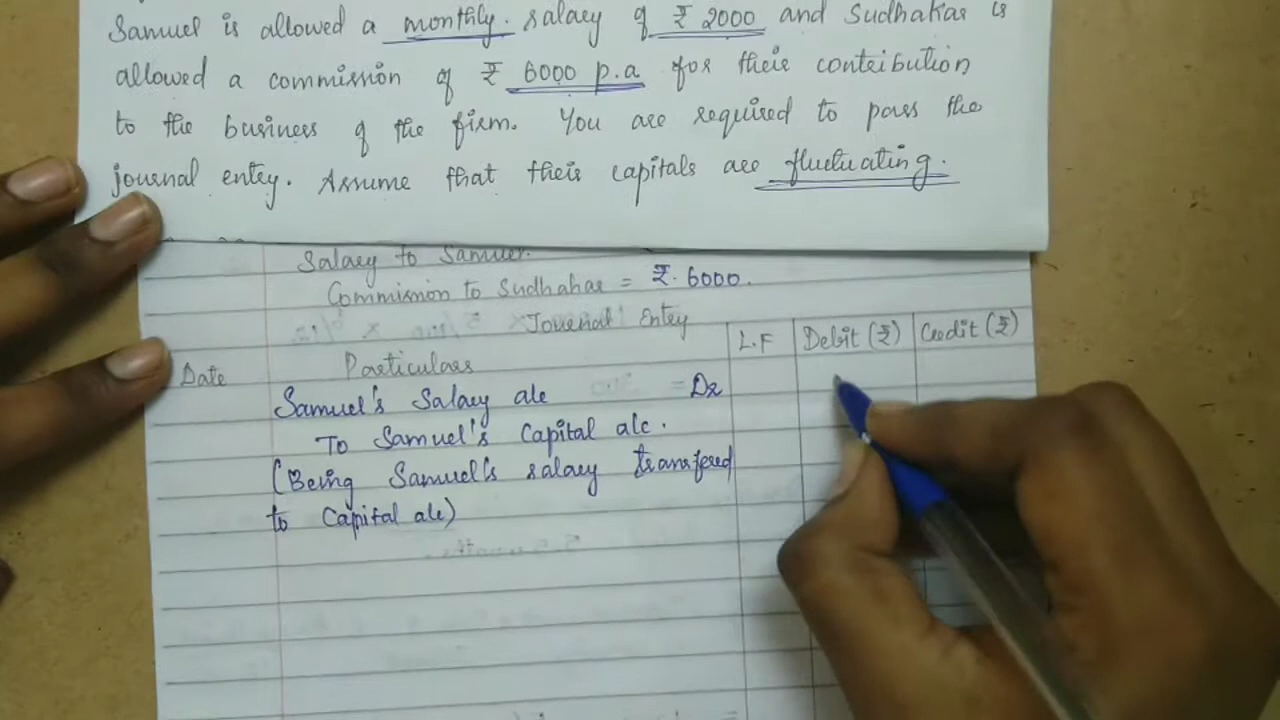 Samuel is allowed a monthly. salary of ₹ 2000 and Sudhakar is
allowed a commission of ₹ 6000 p.a for their contribution
to the business of the firm. You are required to pass the
journal entry. Assume that their capitals are fluctuating.
Salary to Samuel.
Commission to Sudhakar = ₹. 6000.
Journal Entry
Date Particulars L.F Debit (₹) Credit (₹)
Samuel's Salary a/c Dr
To Samuel's Capital a/c.
(Being Samuel's salary transfered
to Capital a/c)